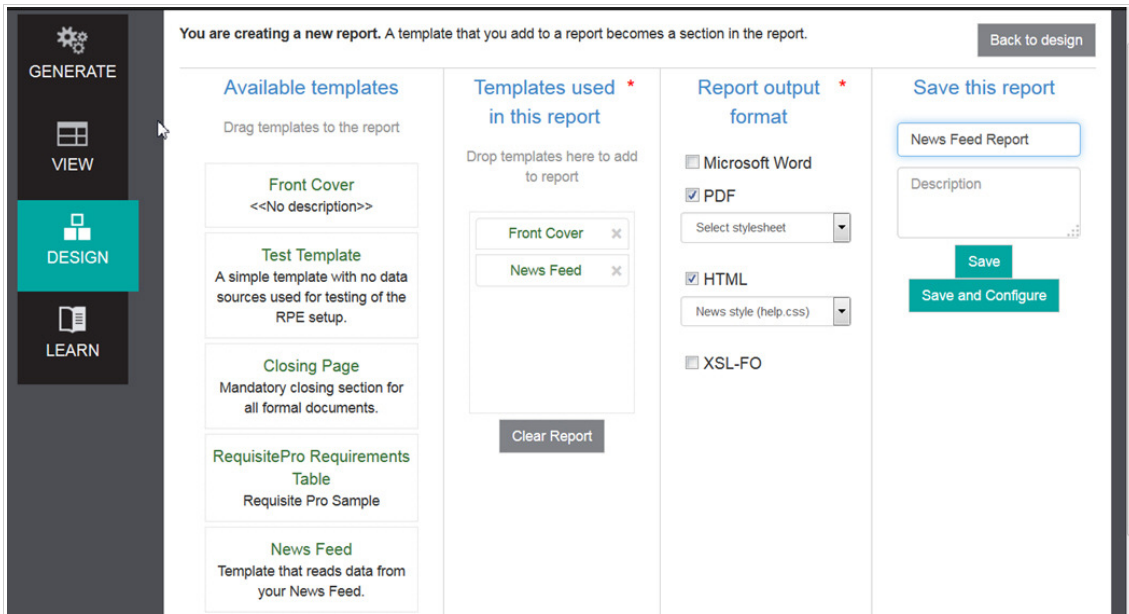 GENERATE
VIEW
DESIGN
LEARN
You are creating a new report. A template that you add to a report becomes a section in the report.
Back to design
Available templates
Drag templates to the report
Front Cover
<<No description>>
Test Template
A simple template with no data
sources used for testing of the
RPE setup.
Closing Page
Mandatory closing section for
all formal documents.
RequisitePro Requirements
Table
Requisite Pro Sample
News Feed
Template that reads data from
your News Feed.
Templates used *
in this report
Drop templates here to add
to report
Front Cover ×
News Feed ×
Clear Report
Report output *
format
Microsoft Word
PDF
Select stylesheet
HTML
News style (help.css)
XSL-FO
Save this report
News Feed Report
Description
Save
Save and Configure